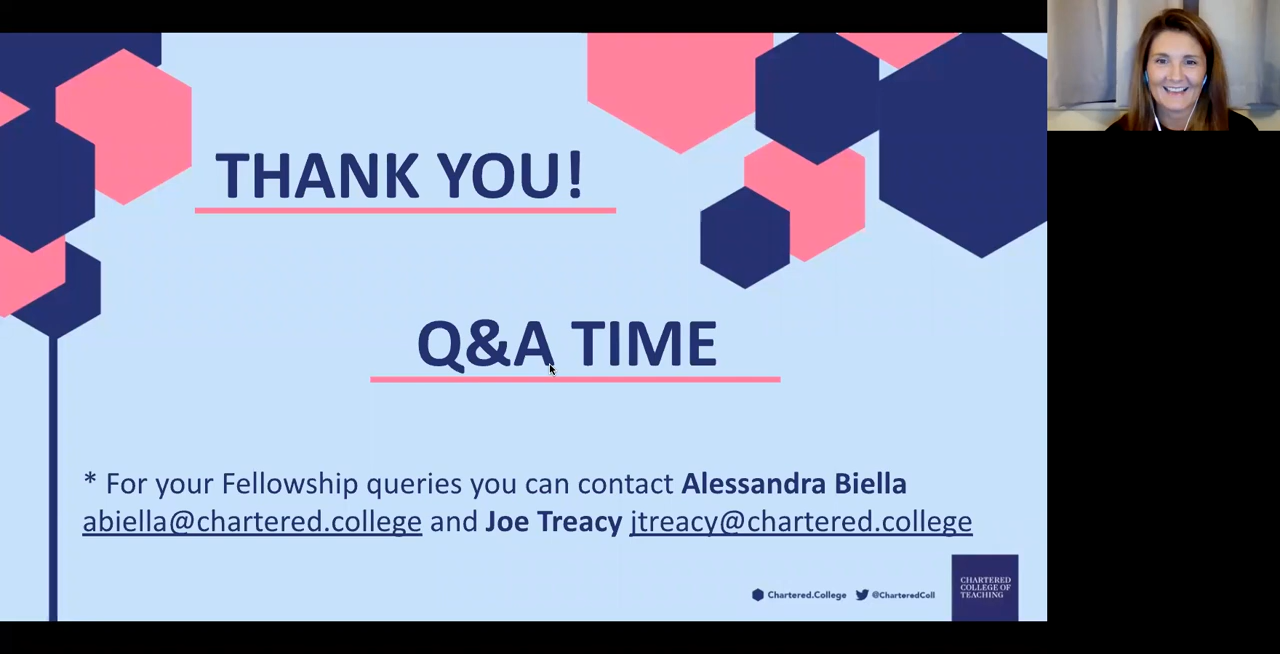 THANK YOU!
Q&A TIME
* For your Fellowship queries you can contact Alessandra Biella
abiella@chartered.college and Joe Treacy jtreacy@chartered.college
Chartered.College @CharteredColl
CHARTERED
COLLEGE OF
TEACHING